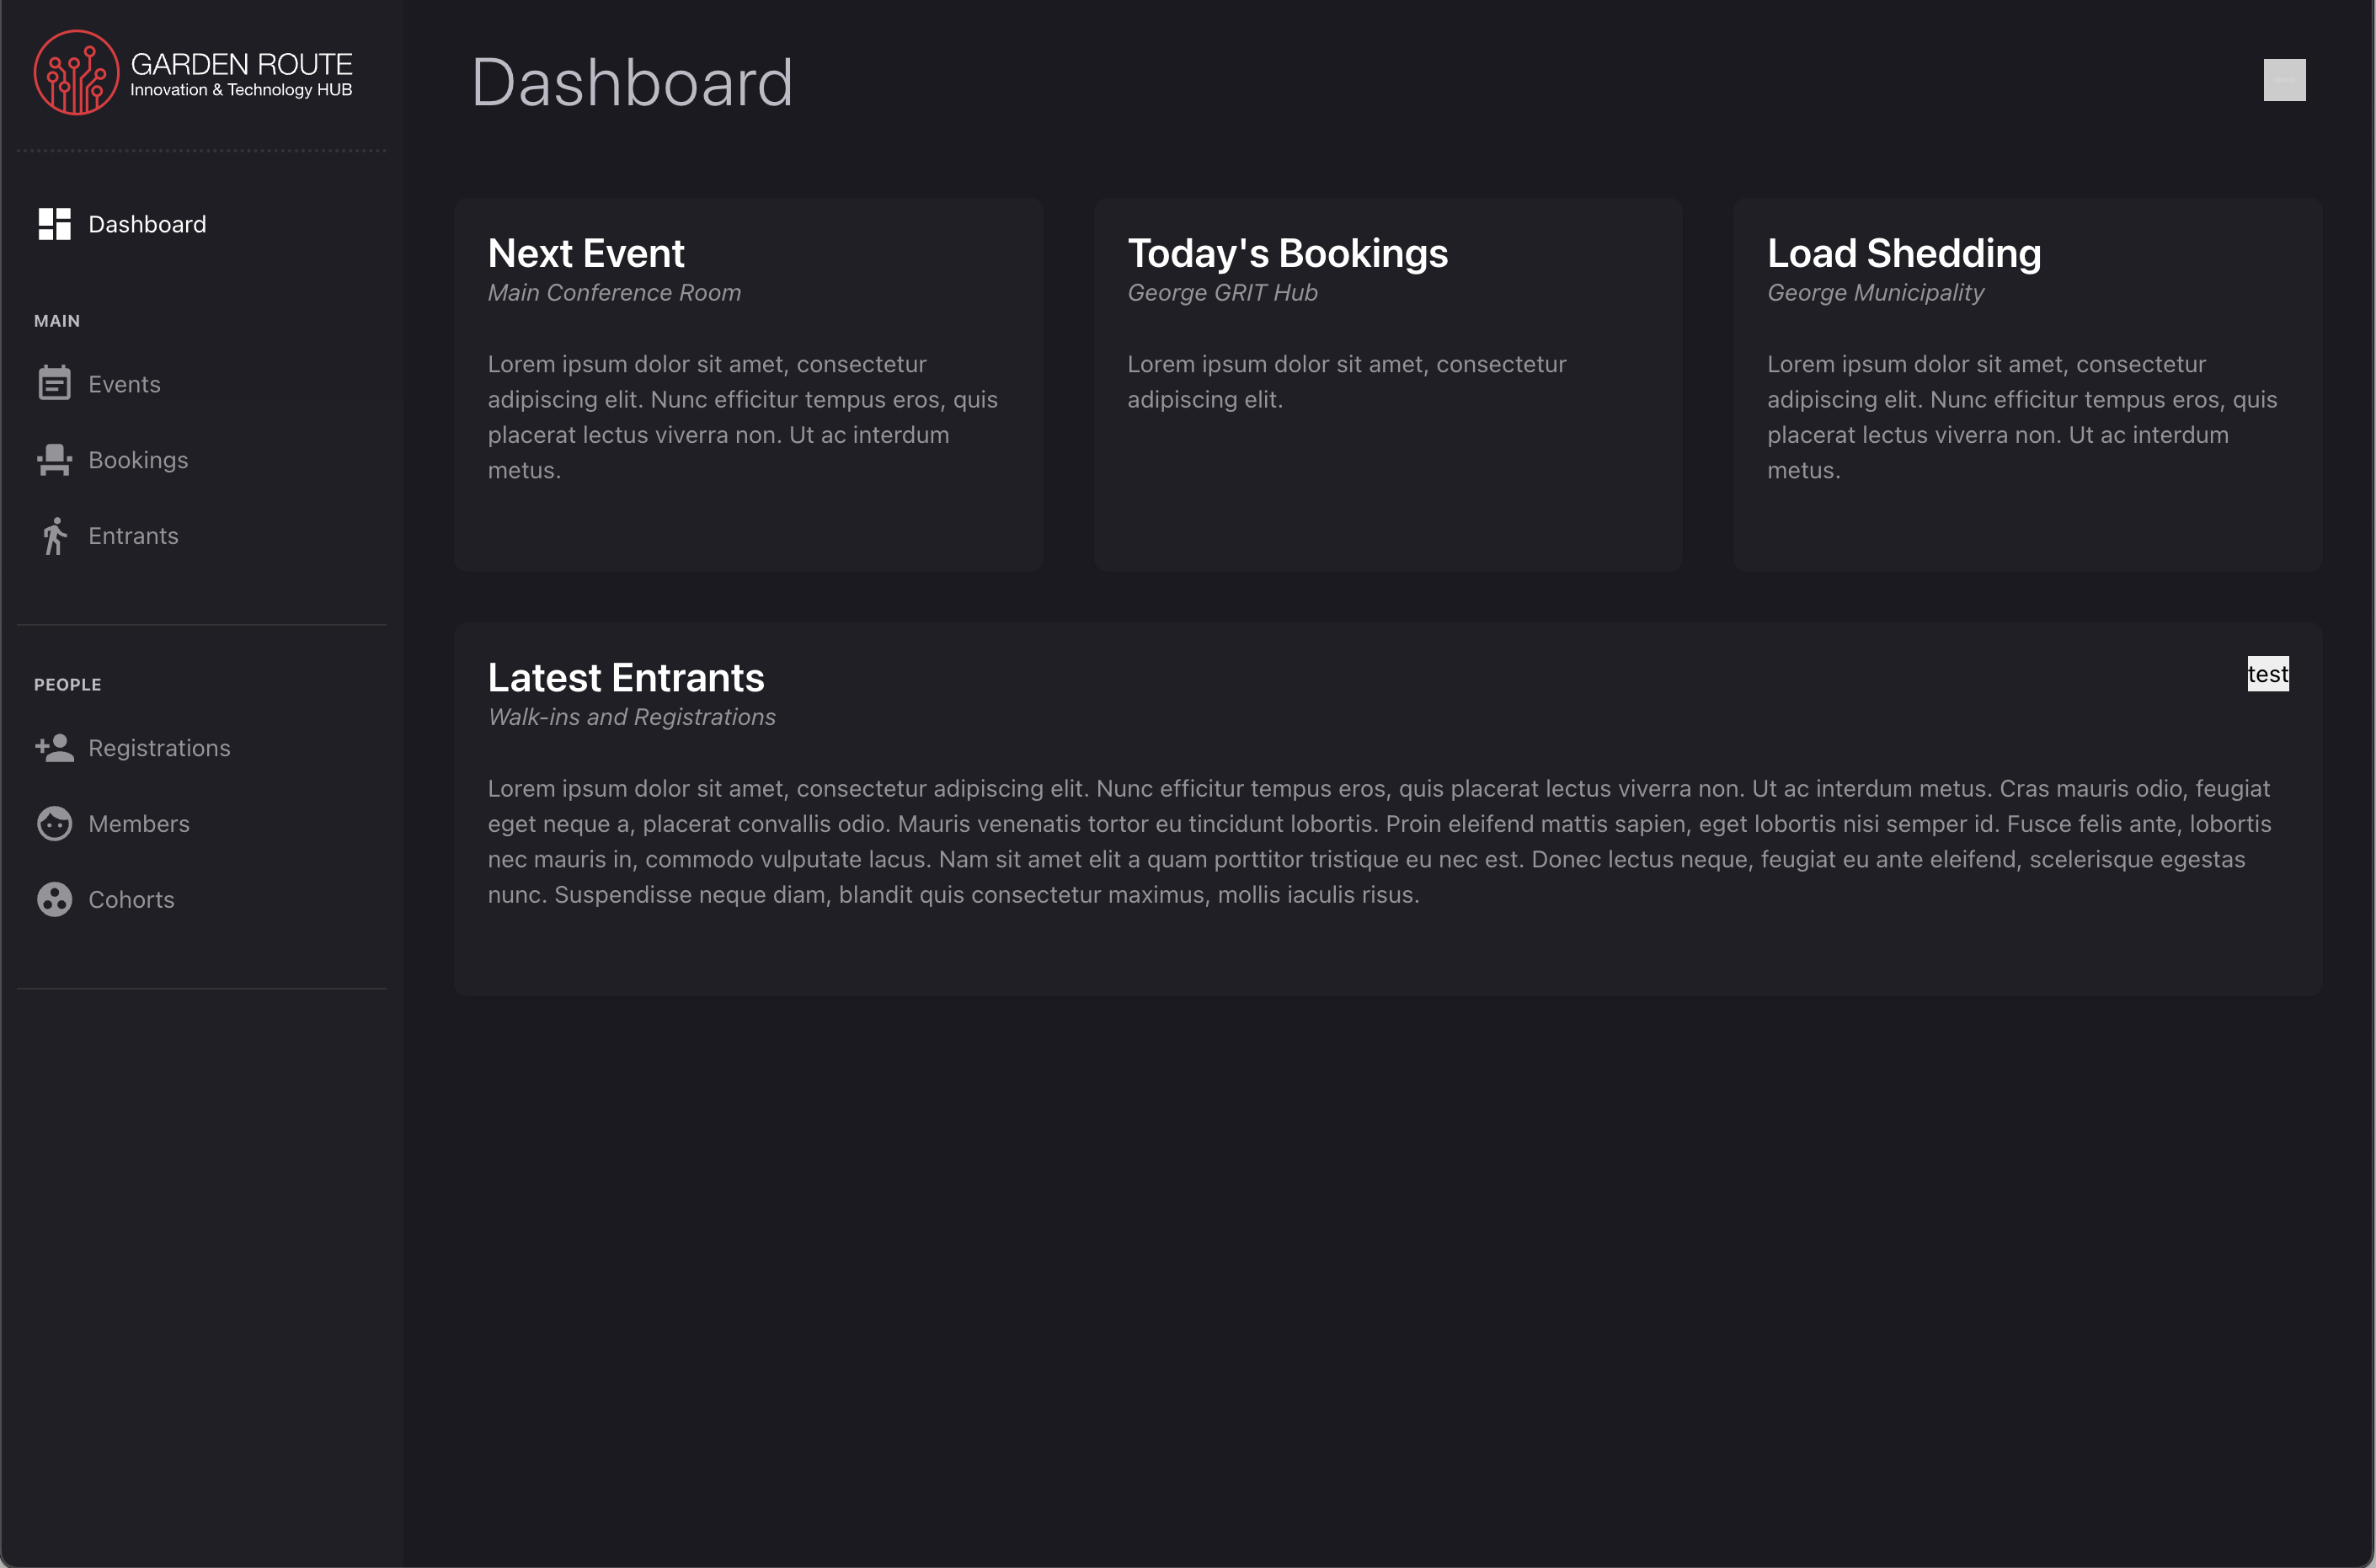 GARDEN ROUTE
Innovation & Technology HUB
Dashboard
MAIN
Events
Bookings
Entrants
PEOPLE
Registrations
Members
Cohorts
Dashboard
Next Event
Main Conference Room
Lorem ipsum dolor sit amet, consectetur
adipiscing elit. Nunc efficitur tempus eros, quis
placerat lectus viverra non. Ut ac interdum
metus.
Today's Bookings
George GRIT Hub
Lorem ipsum dolor sit amet, consectetur
adipiscing elit.
Load Shedding
George Municipality
Lorem ipsum dolor sit amet, consectetur
adipiscing elit. Nunc efficitur tempus eros, quis
placerat lectus viverra non. Ut ac interdum
metus.
Latest Entrants
test
Walk-ins and Registrations
Lorem ipsum dolor sit amet, consectetur adipiscing elit. Nunc efficitur tempus eros, quis placerat lectus viverra non. Ut ac interdum metus. Cras mauris odio, feugiat
eget neque a, placerat convallis odio. Mauris venenatis tortor eu tincidunt lobortis. Proin eleifend mattis sapien, eget lobortis nisi semper id. Fusce felis ante, lobortis
nec mauris in, commodo vulputate lacus. Nam sit amet elit a quam porttitor tristique eu nec est. Donec lectus neque, feugiat eu ante eleifend, scelerisque egestas
nunc. Suspendisse neque diam, blandit quis consectetur maximus, mollis iaculis risus.